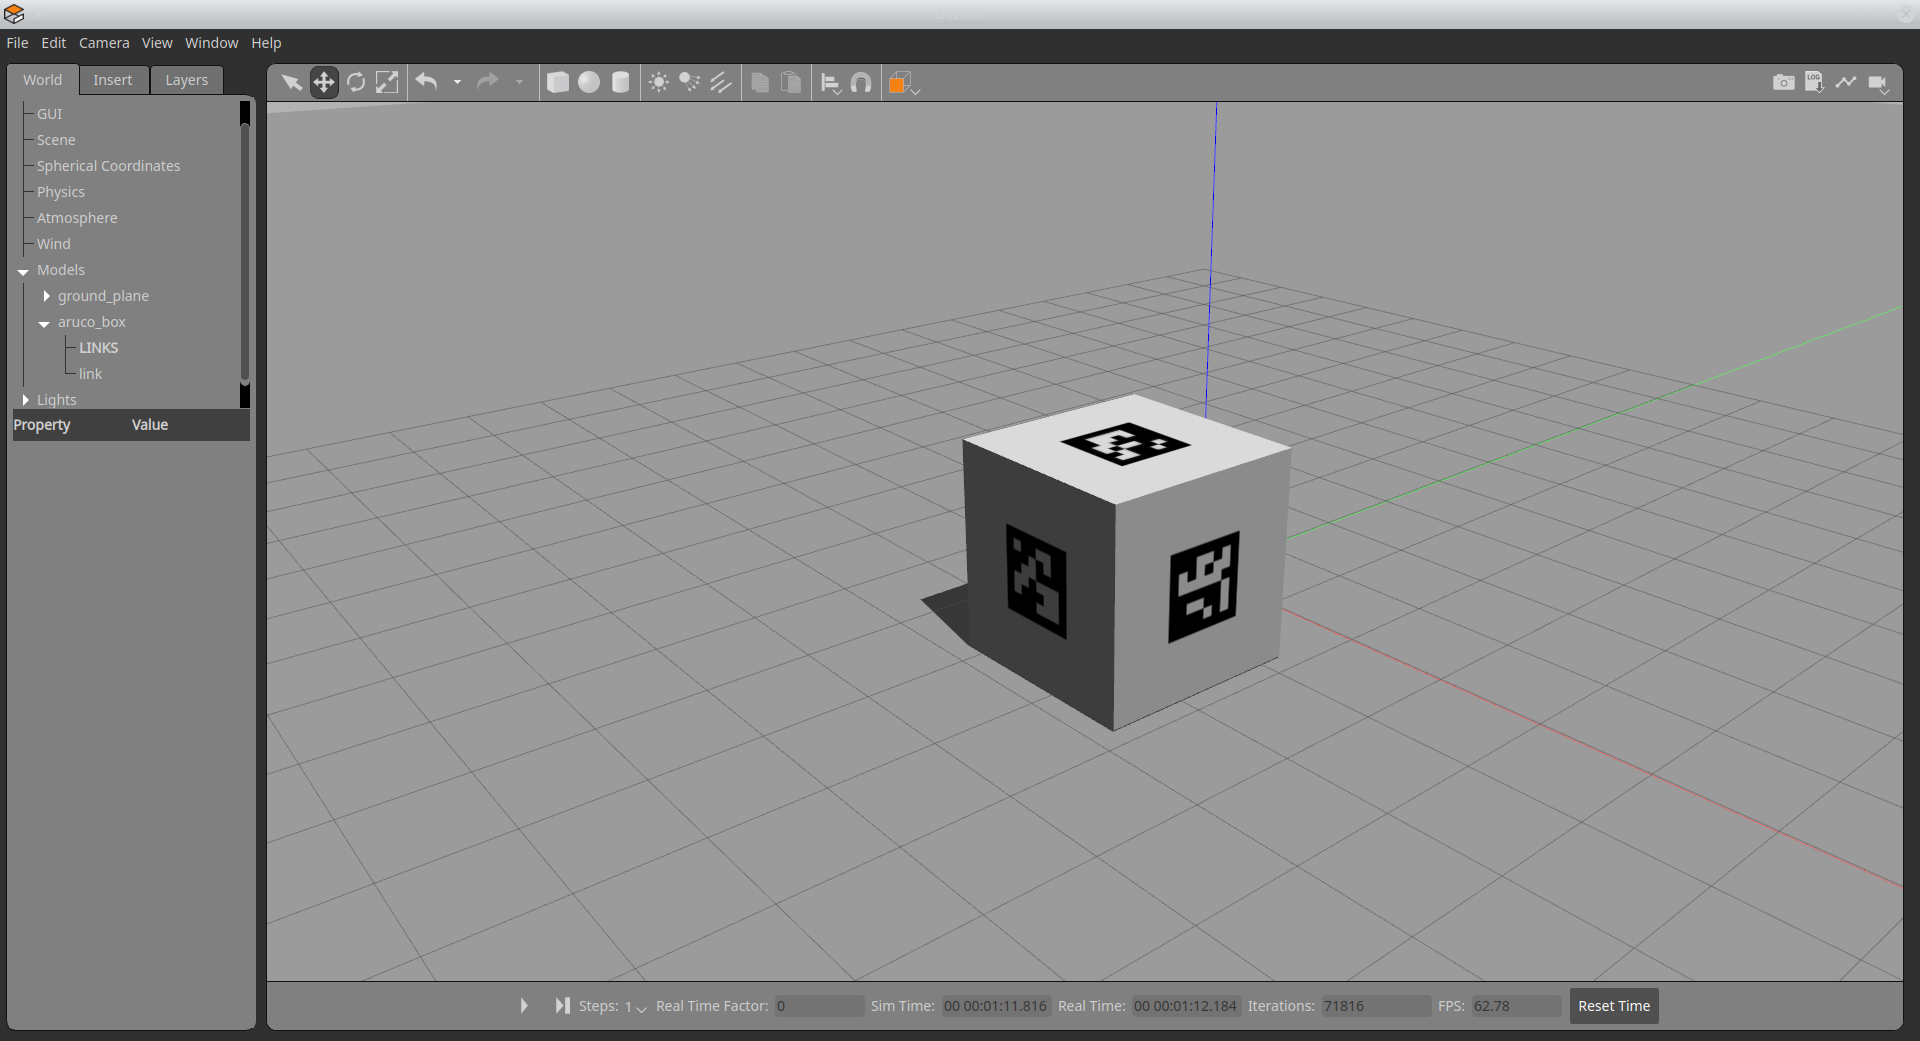 File Edit Camera View Window Help
World Insert Layers
GUI
Scene
Spherical Coordinates
Physics
Atmosphere
Wind
Models
ground_plane
aruco_box
LINKS
link
Lights
Property Value
LOG
Steps: 1 Real Time Factor: 0 Sim Time: 00 00:01:11.816 Real Time: 00 00:01:12.184 Iterations: 71816 FPS: 62.78 Reset Time